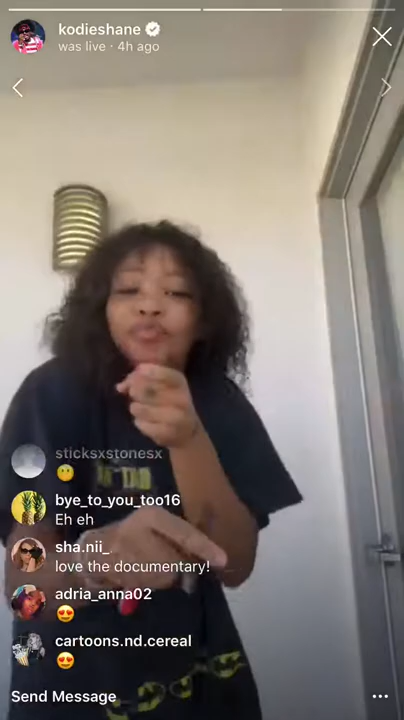 kodieshane
was live · 4h ago
sticksxstonesx
bye_to_you_too16
Eh eh
sha.nii_
love the documentary!
adria_anna02
cartoons.nd.cereal
Send Message